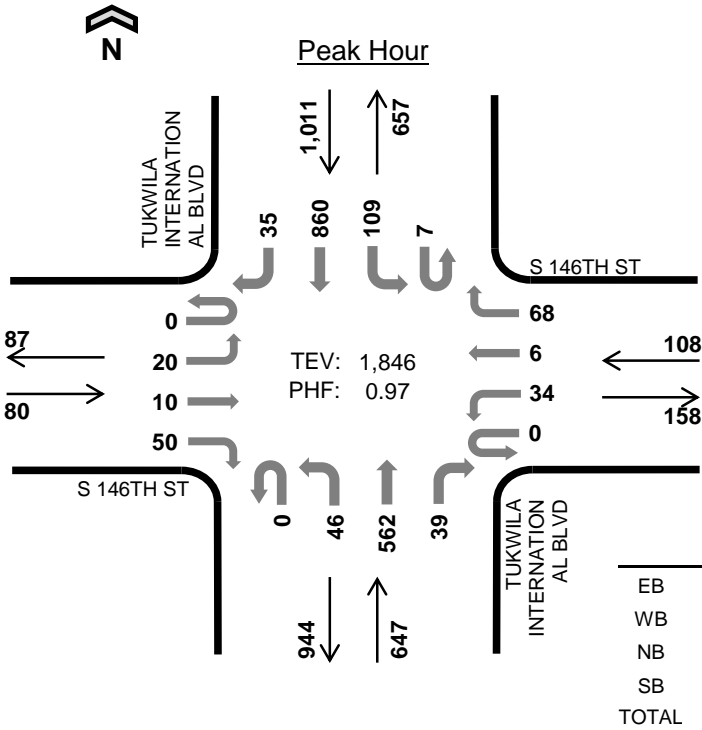 N
Peak Hour
1,011
657
TUKWILA
INTERNATION
AL BLVD
35
860
109
7
S 146TH ST
0
68
87
20
TEV: 1,846
6
108
80
10
PHF: 0.97
34
158
50
0
S 146TH ST
0
46
562
39
TUKWILA
INTERNATION
AL BLVD
944
647
EB
WB
NB
SB
TOTAL